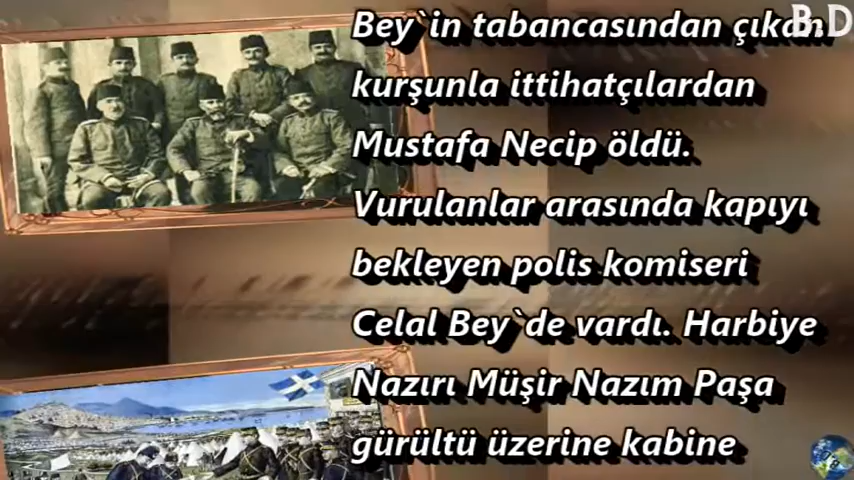 B.D
Bey`in tabancasından çıkan
kurşunla ittihatçılardan
Mustafa Necip öldü.
Vurulanlar arasında kapıyı
bekleyen polis komiseri
Celal Bey`de vardı. Harbiye
Nazırı Müşir Nazım Paşa
gürültü üzerine kabine